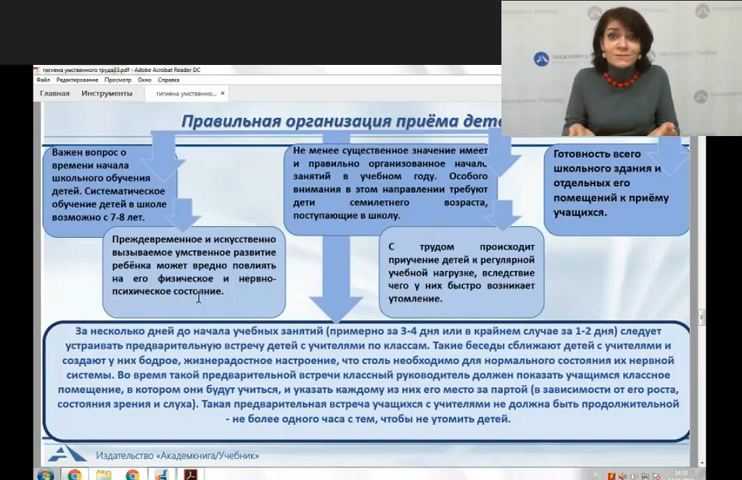 гигиена умственного труда33.pdf - Adobe Acrobat Reader DC
Файл Редактирование Просмотр Окно Справка
Главная Инструменты гигиена умственно... ×
Правильная организация приёма дете
Важен вопрос о
времени начала
школьного обучения
детей. Систематическое
обучение детей в школе
возможно с 7-8 лет.
Не менее существенное значение имеет
и правильно организованное начало
занятий в учебном году. Особого
внимания в этом направлении требуют
дети семилетнего возраста,
поступающие в школу.
Готовность всего
школьного здания и
отдельных его
помещений к приёму
учащихся.
Преждевременное и искусственно
вызываемое умственное развитие
ребёнка может вредно повлиять
на его физическое и нервно-
психическое состояние.
С трудом происходит
приучение детей к регулярной
учебной нагрузке, вследствие
чего у них быстро возникает
утомление.
За несколько дней до начала учебных занятий (примерно за 3-4 дня или в крайнем случае за 1-2 дня) следует
устраивать предварительную встречу детей с учителями по классам. Такие беседы сближают детей с учителями и
создают у них бодрое, жизнерадостное настроение, что столь необходимо для нормального состояния их нервной
системы. Во время такой предварительной встречи классный руководитель должен показать учащимся классное
помещение, в котором они будут учиться, и указать каждому из них его место за партой (в зависимости от его роста,
состояния зрения и слуха). Такая предварительная встреча учащихся с учителями не должна быть продолжительной
- не более одного часа с тем, чтобы не утомить детей.
Издательство «Академкнига/Учебник»